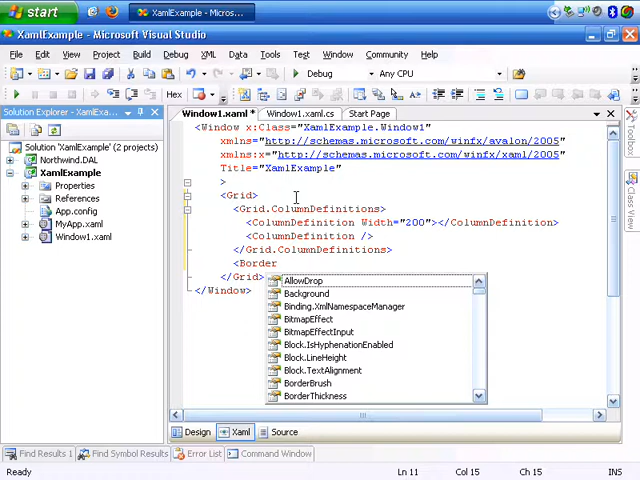 start
XamlExample - Micros...
XamlExample - Microsoft Visual Studio
File Edit View Project Build Debug XML Data Tools Test Window Community Help
Debug Any CPU
Hex
Solution Explorer - XamlExa...
Window1.xaml * Window1.xaml.cs Start Page
Solution 'XamlExample' (2 projects)
Northwind.DAL
XamlExample
Properties
References
App.config
MyApp.xaml
Window1.xaml
<Window x:Class="XamlExample.Window1"
xmlns="http://schemas.microsoft.com/winfx/avalon/2005"
xmlns:x="http://schemas.microsoft.com/winfx/xaml/2005"
Title="XamlExample"
>
<Grid>
<Grid.ColumnDefinitions>
<ColumnDefinition Width="200"></ColumnDefinition>
<ColumnDefinition />
</Grid.ColumnDefinitions>
<Border
</Grid>
</Window>
AllowDrop
Background
Binding.XmlNamespaceManager
BitmapEffect
BitmapEffectInput
Block.IsHyphenationEnabled
Block.LineHeight
Block.TextAlignment
BorderBrush
BorderThickness
Toolbox
Class View
Design Xaml Source
Find Results 1 Find Symbol Results Error List Command Window
Ready Ln 11 Col 15 Ch 15 INS